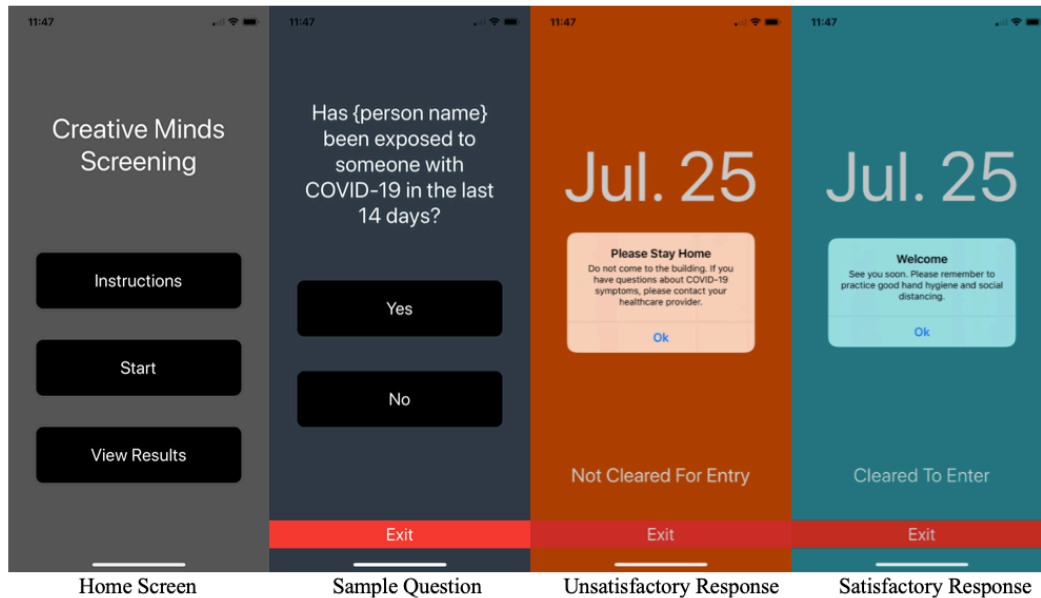 11:47
Creative Minds
Screening
Instructions
Start
View Results
Home Screen
11:47
Has {person name}
been exposed to
someone with
COVID-19 in the last
14 days?
Yes
No
Exit
Sample Question
11:47
Jul. 25
Please Stay Home
Do not come to the building. If you
have questions about COVID-19
symptoms, please contact your
healthcare provider.
Ok
Not Cleared For Entry
Exit
Unsatisfactory Response
11:47
Jul. 25
Welcome
See you soon. Please remember to
practice good hand hygiene and social
distancing.
Ok
Cleared To Enter
Exit
Satisfactory Response